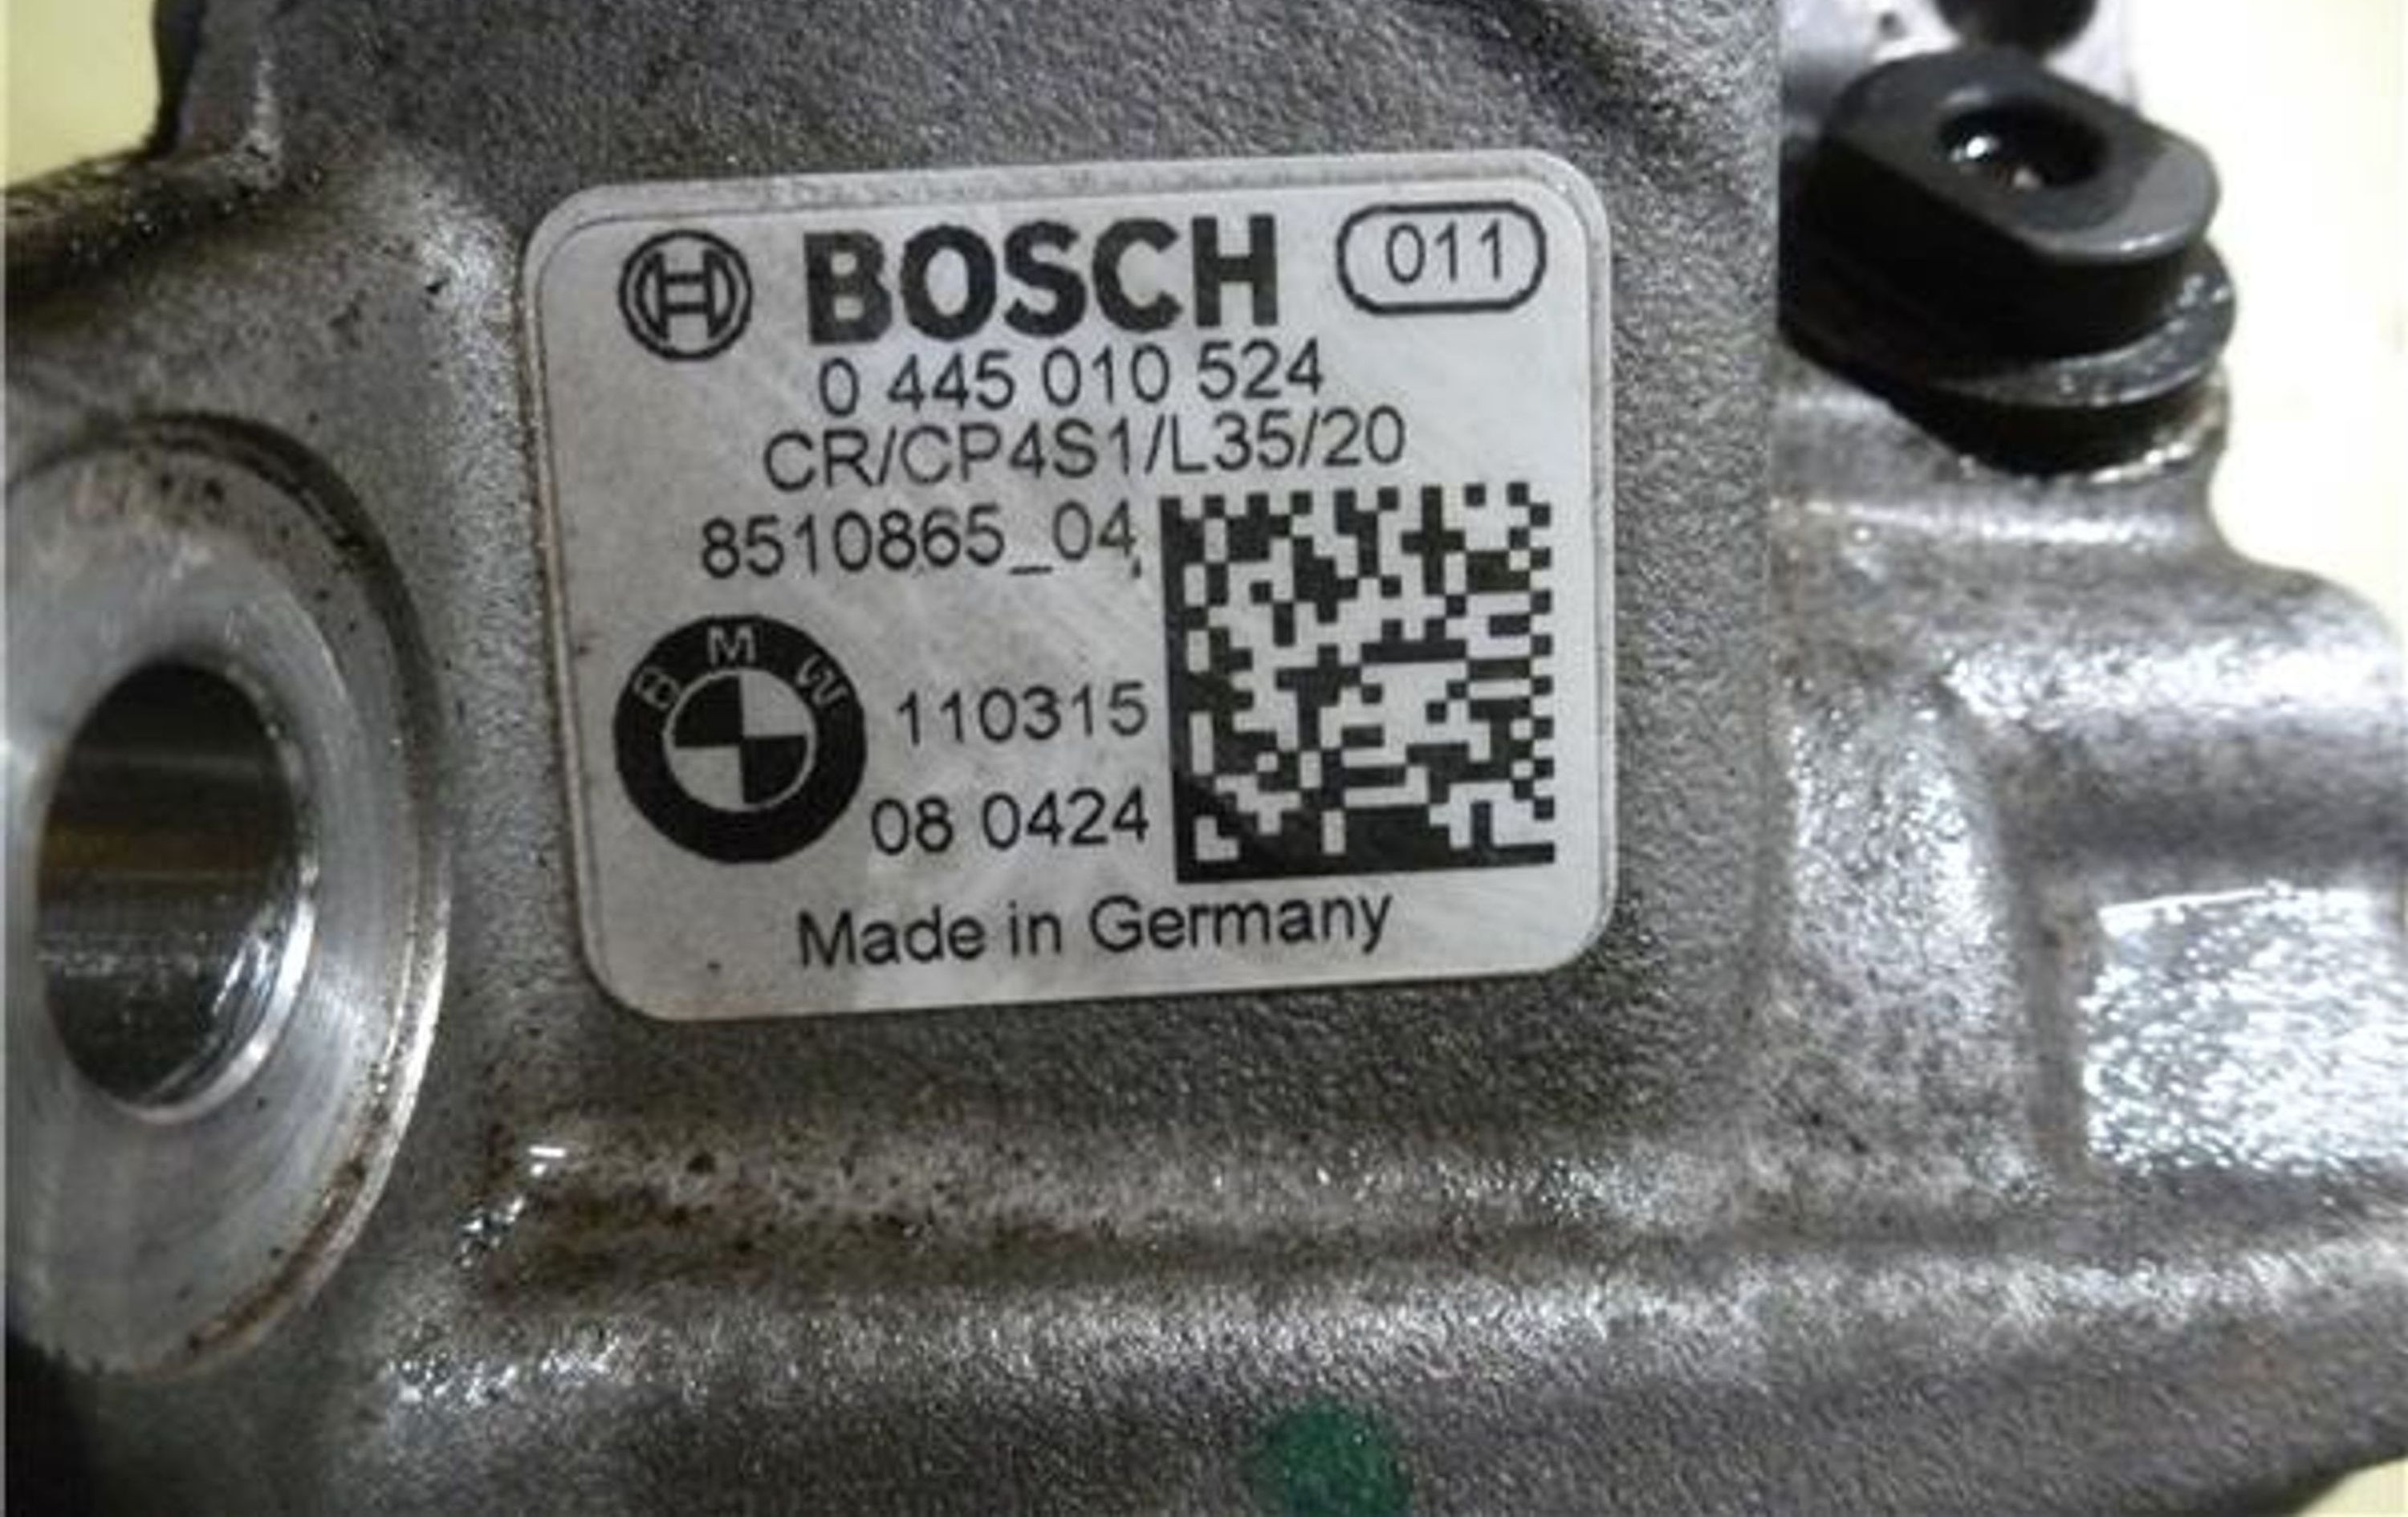 BOSCH 011
0 445 010 524
CR/CP4S1/L35/20
8510865_04
BMW
110315
08 0424
Made in Germany